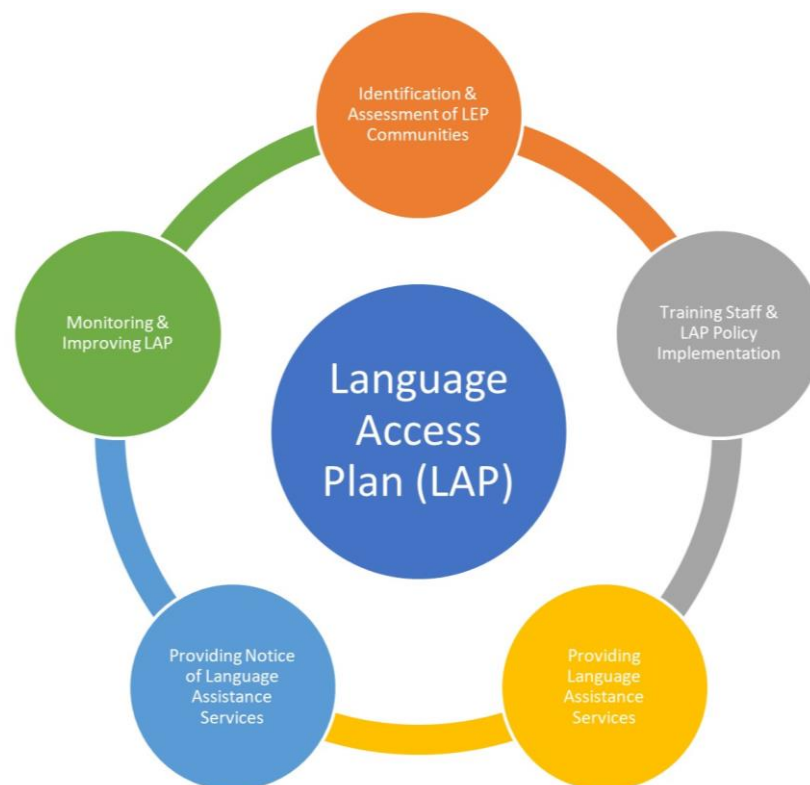 Identification &
Assessment of LEP
Communities
Training Staff &
LAP Policy
Implementation
Providing
Language
Assistance
Services
Providing Notice
of Language
Assistance
Services
Monitoring &
Improving LAP
Language
Access
Plan (LAP)